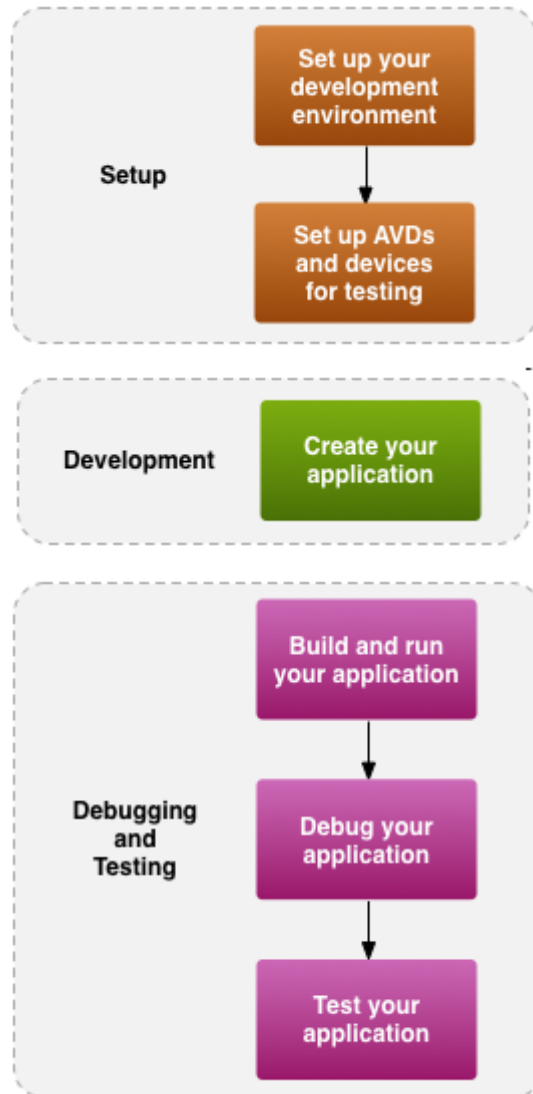 Set up your
development
environment
Setup
Set up AVDs
and devices
for testing
Development
Create your
application
Build and run
your application
Debugging
and
Testing
Debug your
application
Test your
application